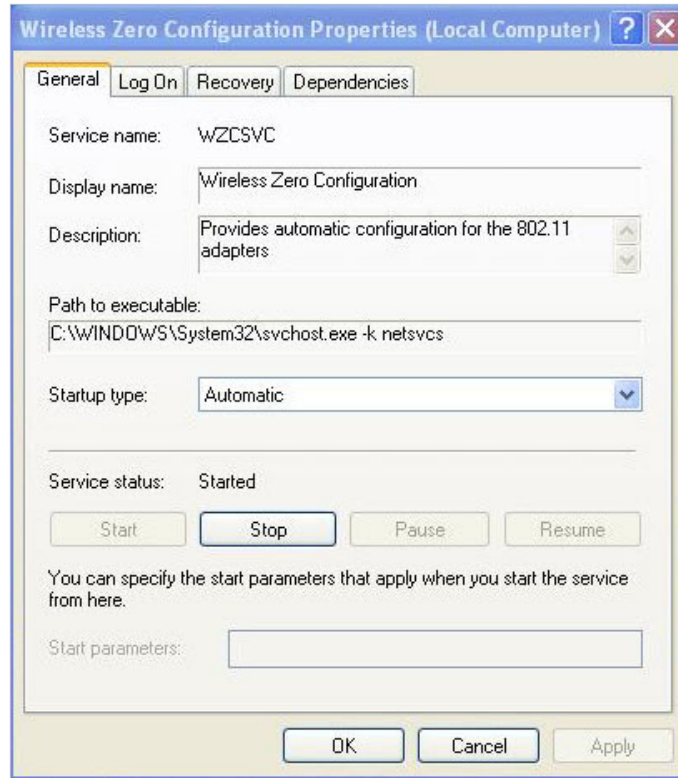 Wireless Zero Configuration Properties (Local Computer)
General Log On Recovery Dependencies
Service name: WZCSVC
Display name: Wireless Zero Configuration
Description: Provides automatic configuration for the 802.11
adapters
Path to executable:
C:\WINDOWS\System32\svchost.exe -k netsvcs
Startup type: Automatic
Service status: Started
Start Stop Pause Resume
You can specify the start parameters that apply when you start the service
from here.
Start parameters:
OK Cancel Apply